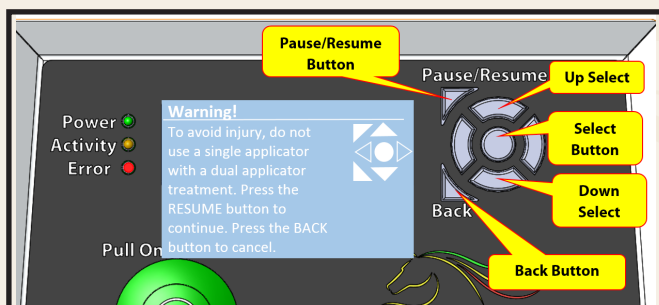 Pause/Resume
Button
Pause/Resume
Up Select
Power
Activity
Error
Warning!
To avoid injury, do not
use a single applicator
with a dual applicator
treatment. Press the
RESUME button to
continue. Press the BACK
button to cancel.
Select
Button
Down
Select
Back
Back Button
Pull On